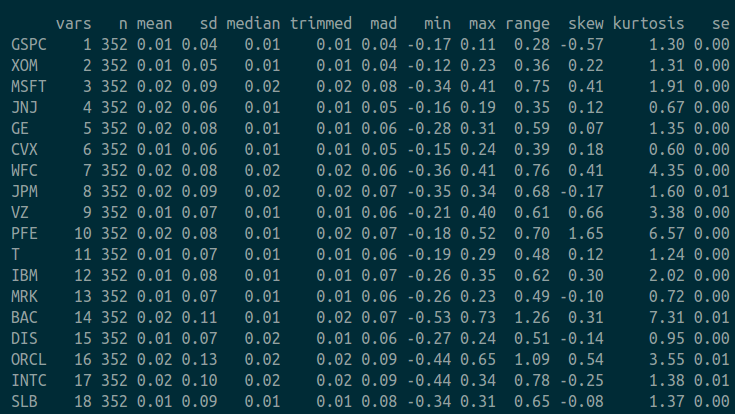 vars n mean sd median trimmed mad min max range skew kurtosis se
GSPC 1 352 0.01 0.04 0.01 0.01 0.04 -0.17 0.11 0.28 -0.57 1.30 0.00
XOM 2 352 0.01 0.05 0.01 0.01 0.04 -0.12 0.23 0.36 0.22 1.31 0.00
MSFT 3 352 0.02 0.09 0.02 0.02 0.08 -0.34 0.41 0.75 0.41 1.91 0.00
JNJ 4 352 0.02 0.06 0.01 0.01 0.05 -0.16 0.19 0.35 0.12 0.67 0.00
GE 5 352 0.02 0.08 0.01 0.01 0.06 -0.28 0.31 0.59 0.07 1.35 0.00
CVX 6 352 0.01 0.06 0.01 0.01 0.05 -0.15 0.24 0.39 0.18 0.60 0.00
WFC 7 352 0.02 0.08 0.02 0.02 0.06 -0.36 0.41 0.76 0.41 4.35 0.00
JPM 8 352 0.02 0.09 0.02 0.02 0.07 -0.35 0.34 0.68 -0.17 1.60 0.01
VZ 9 352 0.01 0.07 0.01 0.01 0.06 -0.21 0.40 0.61 0.66 3.38 0.00
PFE 10 352 0.02 0.08 0.01 0.02 0.07 -0.18 0.52 0.70 1.65 6.57 0.00
T 11 352 0.01 0.07 0.01 0.01 0.06 -0.19 0.29 0.48 0.12 1.24 0.00
IBM 12 352 0.01 0.08 0.01 0.01 0.07 -0.26 0.35 0.62 0.30 2.02 0.00
MRK 13 352 0.01 0.07 0.01 0.01 0.06 -0.26 0.23 0.49 -0.10 0.72 0.00
BAC 14 352 0.02 0.11 0.01 0.02 0.07 -0.53 0.73 1.26 0.31 7.31 0.01
DIS 15 352 0.01 0.07 0.02 0.01 0.06 -0.27 0.24 0.51 -0.14 0.95 0.00
ORCL 16 352 0.02 0.13 0.02 0.02 0.09 -0.44 0.65 1.09 0.54 3.55 0.01
INTC 17 352 0.02 0.10 0.02 0.02 0.09 -0.44 0.34 0.78 -0.25 1.38 0.01
SLB 18 352 0.01 0.09 0.01 0.01 0.08 -0.34 0.31 0.65 -0.08 1.37 0.00